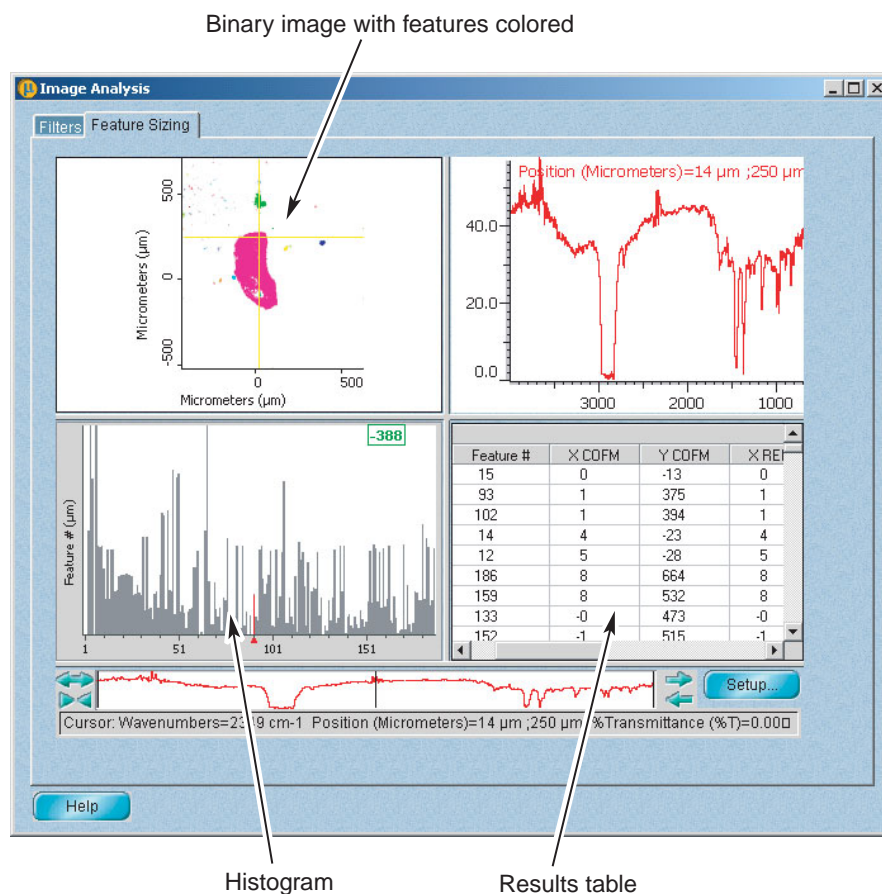 Binary image with features colored
Image Analysis
Filters Feature Sizing
500
0
-500
Micrometers (µm)
0 500
Micrometers (µm)
Position (Micrometers)=14 µm ;250 µm
40.0
20.0
0.0
3000 2000 1000
-388
Feature # (µm)
1 51 101 151
Feature # X COFM Y COFM
15 0 -13 0
93 1 375 1
102 1 394 1
14 4 -23 4
12 5 -28 5
186 8 664 8
159 8 532 8
133 -0 473 -0
152 -1 515 -1
Setup...
Cursor: Position (Micrometers)=14 µm ;250 µm %Transmittance (%T)=0.00
Help
Histogram
Results table